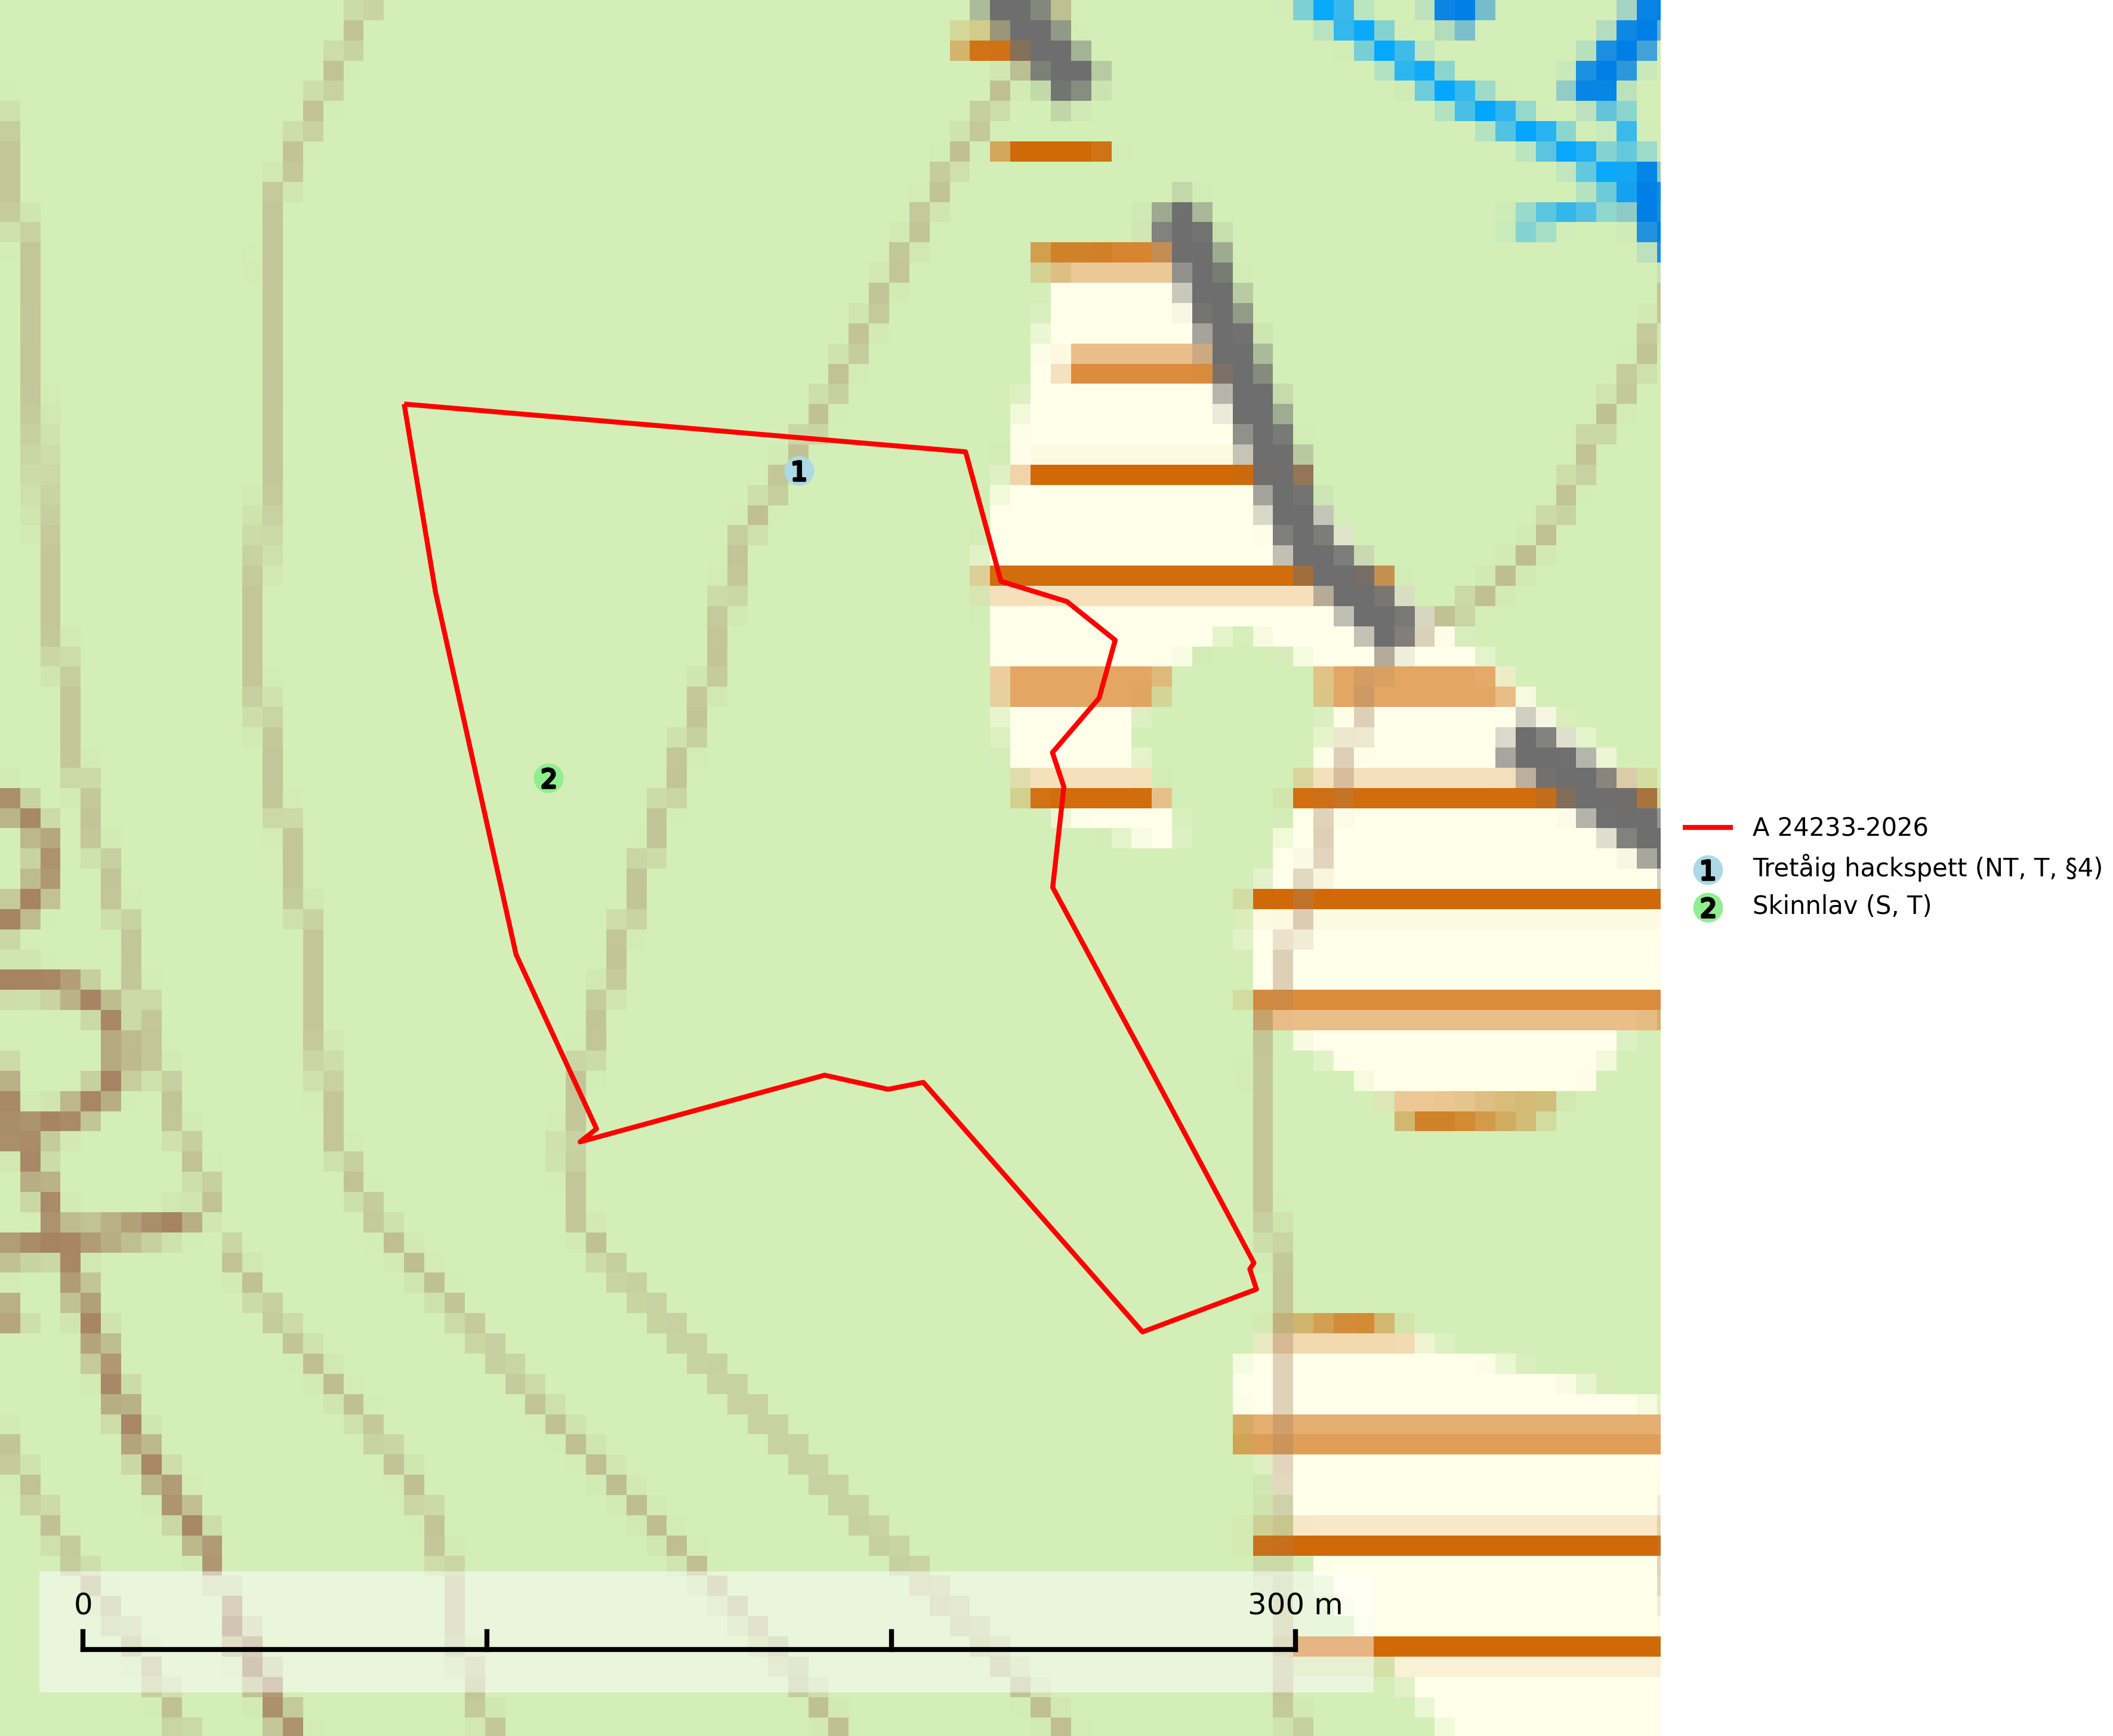 1
2
A 24233-2026
1 Tretåig hackspett (NT, T, §4)
2 Skinnlav (S, T)
0 300 m